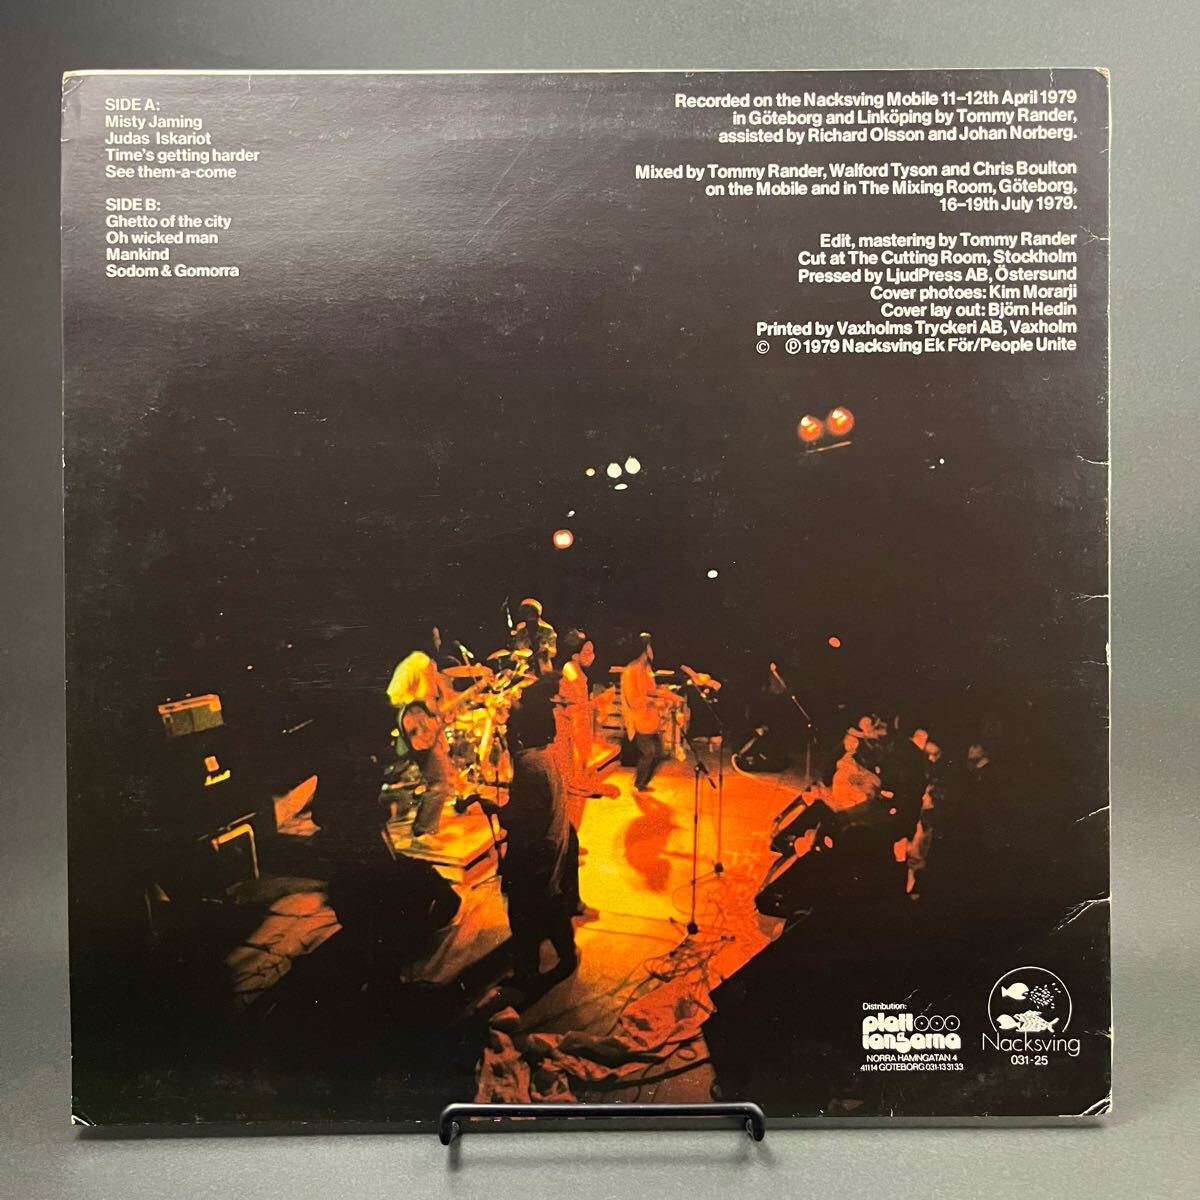 SIDE A:
Misty Jaming
Judas Iskariot
Time's getting harder
See them-a-come
SIDE B:
Ghetto of the city
Oh wicked man
Mankind
Sodom & Gomorra
Recorded on the Nacksving Mobile 11-12th April 1979
in Göteborg and Linköping by Tommy Rander,
assisted by Richard Olsson and Johan Norberg.
Mixed by Tommy Rander, Walford Tyson and Chris Boulton
on the Mobile and in The Mixing Room, Göteborg,
16-19th July 1979.
Edit, mastering by Tommy Rander
Cut at The Cutting Room, Stockholm
Pressed by LjudPress AB, Östersund
Cover photoes: Kim Morarji
Cover lay out: Björn Hedin
Printed by Vaxholms Tryckeri AB, Vaxholm
© ℗ 1979 Nacksving Ek För/People Unite
Distribution:
platt
langarna
NORRA HAMNGATAN 4
41114 GÖTEBORG 031-13 31 33
Nacksving
031-25